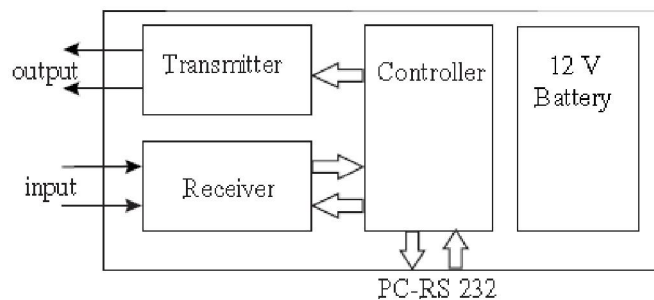 Transmitter
Controller
12 V
Battery
output
Receiver
input
PC-RS 232